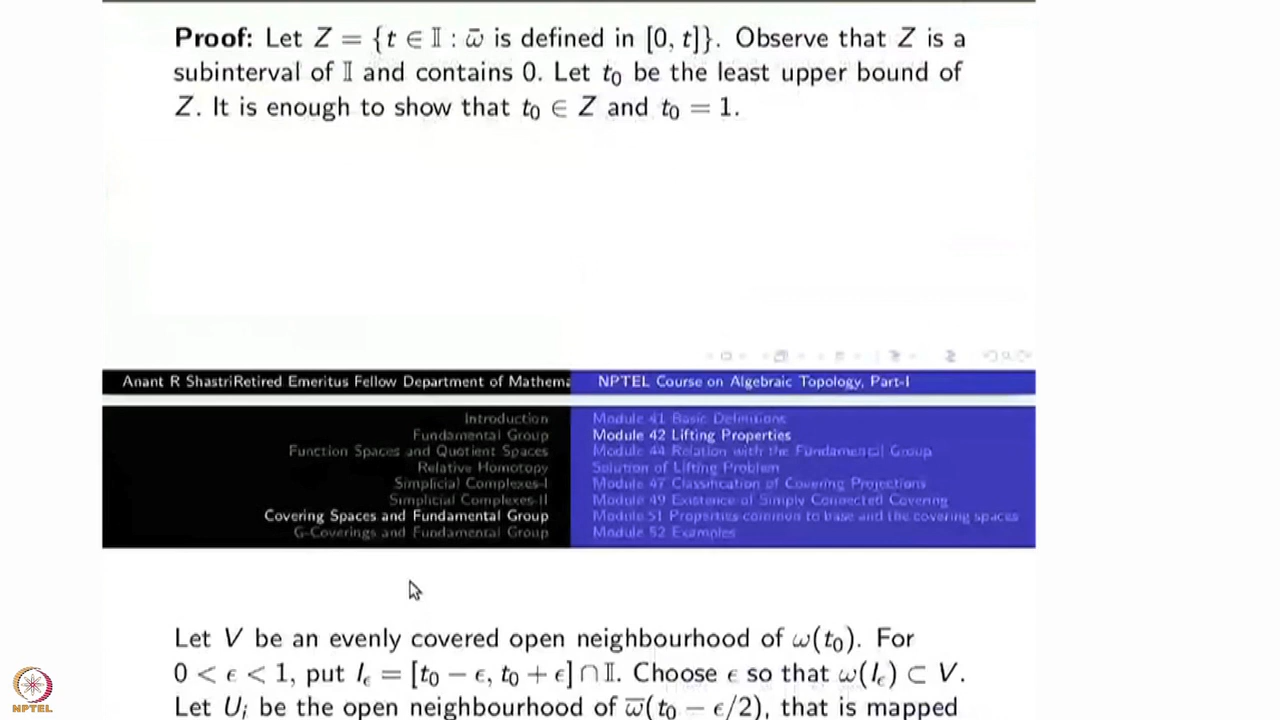 Proof: Let Z = {t ∈ 𝕀 : ω̄ is defined in [0, t]}. Observe that Z is a
subinterval of 𝕀 and contains 0. Let t₀ be the least upper bound of
Z. It is enough to show that t₀ ∈ Z and t₀ = 1.
Anant R ShastriRetired Emeritus Fellow Department of Mathema
NPTEL Course on Algebraic Topology, Part-I
Introduction
Fundamental Group
Function Spaces and Quotient Spaces
Relative Homotopy
Simplicial Complexes-I
Simplicial Complexes-II
Covering Spaces and Fundamental Group
G-Coverings and Fundamental Group
Module 41 Basic Definitions
Module 42 Lifting Properties
Module 44 Relation with the Fundamental Group
Solution of Lifting Problem
Module 47 Classification of Covering Projections
Module 49 Existence of Simply Connected Covering
Module 51 Properties common to base and the covering spaces
Module 52 Examples
Let V be an evenly covered open neighbourhood of ω(t₀). For
0 < ϵ < 1, put I_ϵ = [t₀ − ϵ, t₀ + ϵ] ∩ 𝕀. Choose ϵ so that ω(I_ϵ) ⊂ V.
Let U_i be the open neighbourhood of ω̄(t₀ − ϵ/2), that is mapped
NPTEL